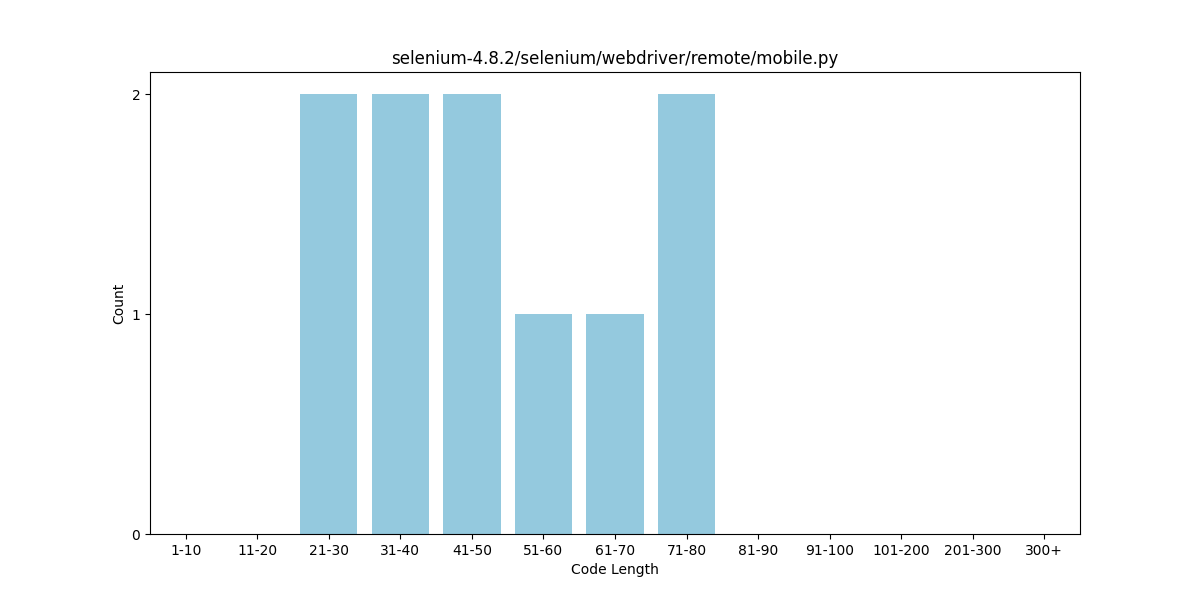 selenium-4.8.2/selenium/webdriver/remote/mobile.py
2
1
0
Count
1-10 11-20 21-30 31-40 41-50 51-60 61-70 71-80 81-90 91-100 101-200 201-300 300+
Code Length